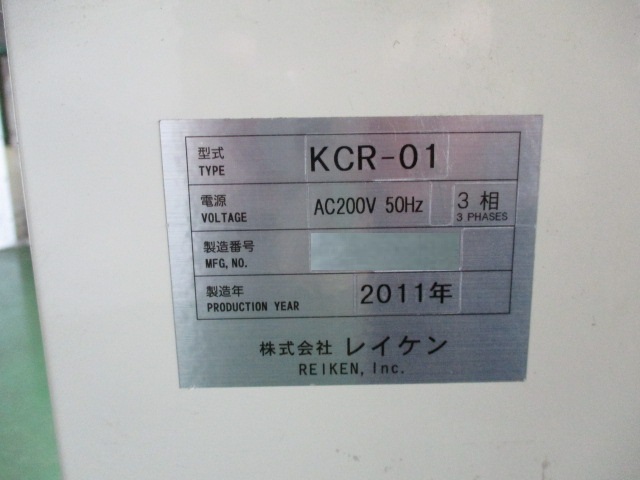 型式 KCR-01
TYPE
電源 AC200V 50Hz 3相
VOLTAGE 3 PHASES
製造番号
MFG,NO.
製造年 2011年
PRODUCTION YEAR
株式会社 レイケン
REIKEN, Inc.